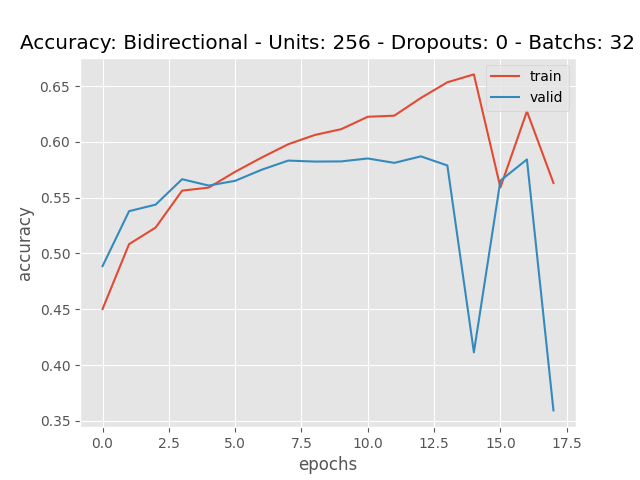 Accuracy: Bidirectional - Units: 256 - Dropouts: 0 - Batchs: 32
train
valid
0.65
0.60
0.55
0.50
0.45
0.40
0.35
accuracy
0.0 2.5 5.0 7.5 10.0 12.5 15.0 17.5
epochs